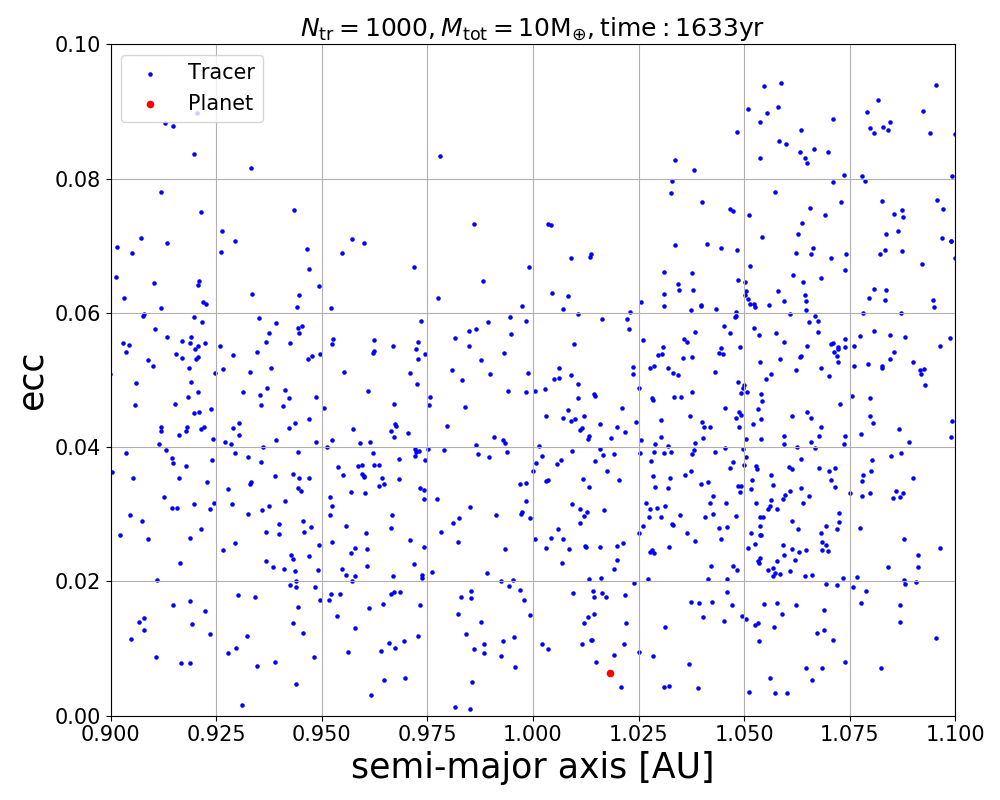 N_tr = 1000, M_tot = 10M_⊕, time : 1633yr
Tracer
Planet
0.10
0.08
0.06
0.04
0.02
0.00
ecc
0.900 0.925 0.950 0.975 1.000 1.025 1.050 1.075 1.100
semi-major axis [AU]